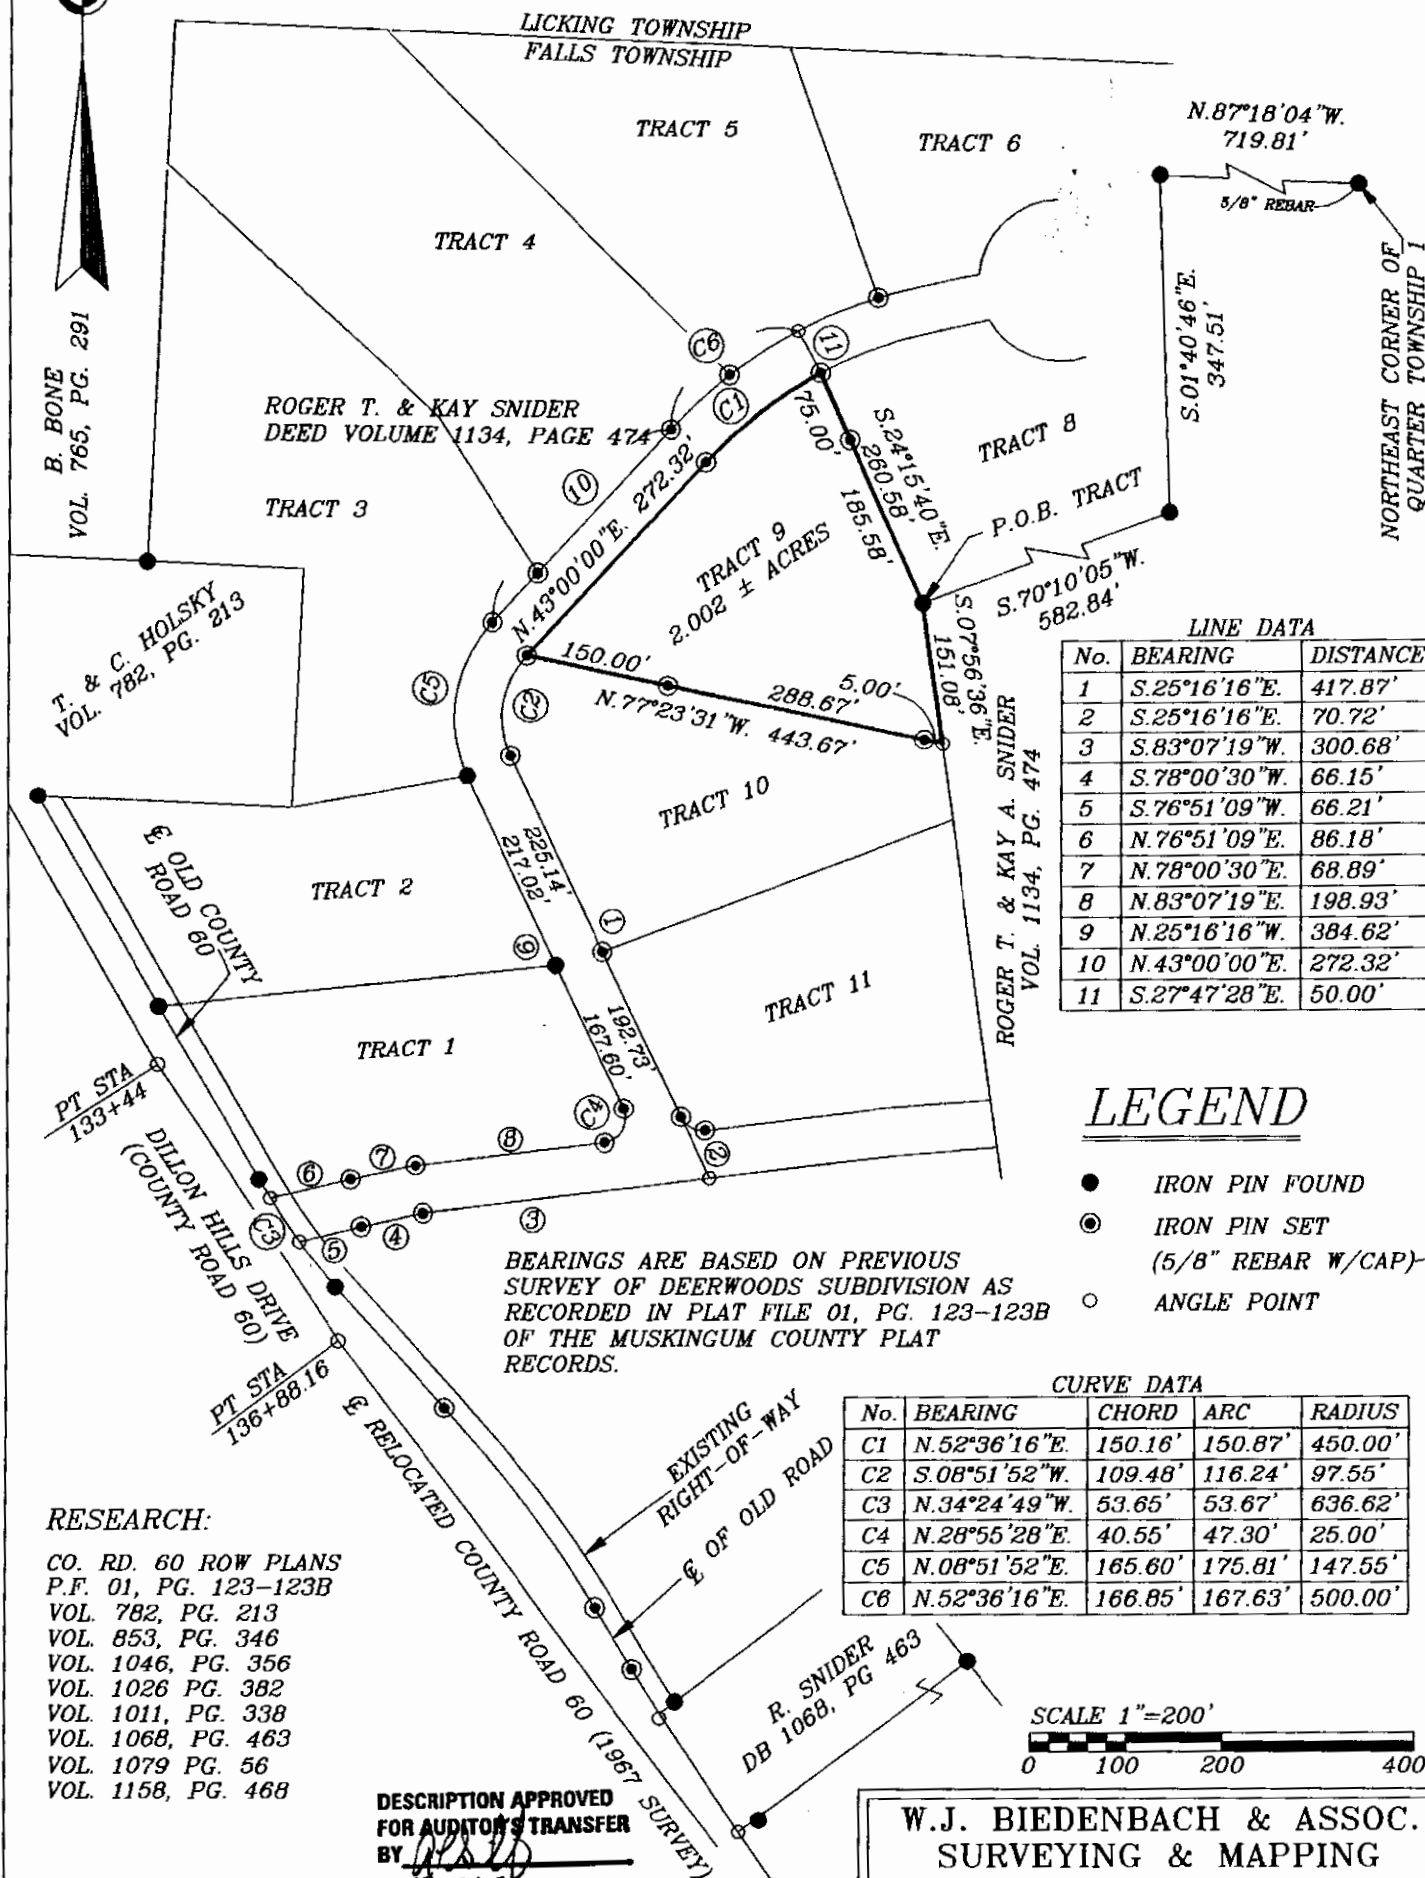 LICKING TOWNSHIP
FALLS TOWNSHIP
TRACT 5
TRACT 6
N.87°18'04"W.
719.81'
5/8" REBAR
NORTHEAST CORNER OF
QUARTER TOWNSHIP 1
S.01°40'46"E.
347.51'
TRACT 4
B. BONE
VOL. 765, PG. 291
C6
11
C1
ROGER T. & KAY SNIDER
DEED VOLUME 1134, PAGE 474
TRACT 3
10
N.43°00'00"E. 272.32'
75.00'
S.24°15'40"E.
260.58'
185.58'
TRACT 8
P.O.B. TRACT
S.70°10'05"W.
582.84'
TRACT 9
2.002 ± ACRES
T. & C. HOLSKY
VOL. 782, PG. 213
C5
C2
150.00'
288.67'
5.00'
N.77°23'31"W. 443.67'
S.07°56'36"E.
151.08'
ROGER T. & KAY A. SNIDER
VOL. 1134, PG. 474
LINE DATA
No. BEARING DISTANCE
1 S.25°16'16"E. 417.87'
2 S.25°16'16"E. 70.72'
3 S.83°07'19"W. 300.68'
4 S.78°00'30"W. 66.15'
5 S.76°51'09"W. 66.21'
6 N.76°51'09"E. 86.18'
7 N.78°00'30"E. 68.89'
8 N.83°07'19"E. 198.93'
9 N.25°16'16"W. 384.62'
10 N.43°00'00"E. 272.32'
11 S.27°47'28"E. 50.00'
TRACT 10
℄ OLD COUNTY
ROAD 60
TRACT 2
225.14'
217.02'
1
9
TRACT 11
TRACT 1
192.73'
167.60'
PT STA
133+44
DILLON HILLS DRIVE
(COUNTY ROAD 60)
C4
8
7
6
2
C3
5
4
3
LEGEND
IRON PIN FOUND
IRON PIN SET
(5/8" REBAR W/CAP)
ANGLE POINT
BEARINGS ARE BASED ON PREVIOUS
SURVEY OF DEERWOODS SUBDIVISION AS
RECORDED IN PLAT FILE 01, PG. 123-123B
OF THE MUSKINGUM COUNTY PLAT
RECORDS.
PT STA
136+88.16
℄ RELOCATED COUNTY ROAD 60 (1967 SURVEY)
EXISTING
RIGHT-OF-WAY
℄ OF OLD ROAD
CURVE DATA
No. BEARING CHORD ARC RADIUS
C1 N.52°36'16"E. 150.16' 150.87' 450.00'
C2 S.08°51'52"W. 109.48' 116.24' 97.55'
C3 N.34°24'49"W. 53.65' 53.67' 636.62'
C4 N.28°55'28"E. 40.55' 47.30' 25.00'
C5 N.08°51'52"E. 165.60' 175.81' 147.55'
C6 N.52°36'16"E. 166.85' 167.63' 500.00'
RESEARCH:
CO. RD. 60 ROW PLANS
P.F. 01, PG. 123-123B
VOL. 782, PG. 213
VOL. 853, PG. 346
VOL. 1046, PG. 356
VOL. 1026 PG. 382
VOL. 1011, PG. 338
VOL. 1068, PG. 463
VOL. 1079 PG. 56
VOL. 1158, PG. 468
R. SNIDER
DB 1068, PG 463
SCALE 1"=200'
0 100 200 400
DESCRIPTION APPROVED
FOR AUDITOR'S TRANSFER
BY
W.J. BIEDENBACH & ASSOC.
SURVEYING & MAPPING